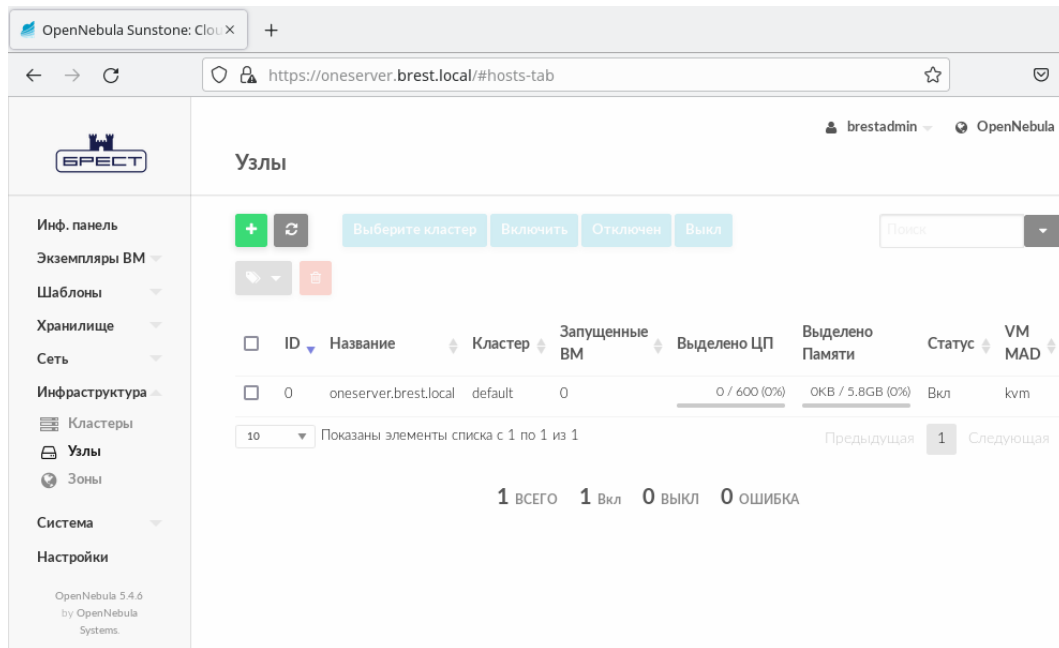 OpenNebula Sunstone: Clou
https://oneserver.brest.local/#hosts-tab
БРЕСТ
brestadmin OpenNebula
Узлы
Инф. панель
Экземпляры ВМ
Шаблоны
Хранилище
Сеть
Инфраструктура
Кластеры
Узлы
Зоны
Система
Настройки
OpenNebula 5.4.6
by OpenNebula
Systems.
Выберите кластер Включить Отключен Выкл
Поиск
ID Название Кластер Запущенные ВМ Выделено ЦП Выделено Памяти Статус VM MAD
0 oneserver.brest.local default 0 0 / 600 (0%) 0KB / 5.8GB (0%) Вкл kvm
10 Показаны элементы списка с 1 по 1 из 1 Предыдущая 1 Следующая
1 ВСЕГО 1 Вкл 0 ВЫКЛ 0 ОШИБКА